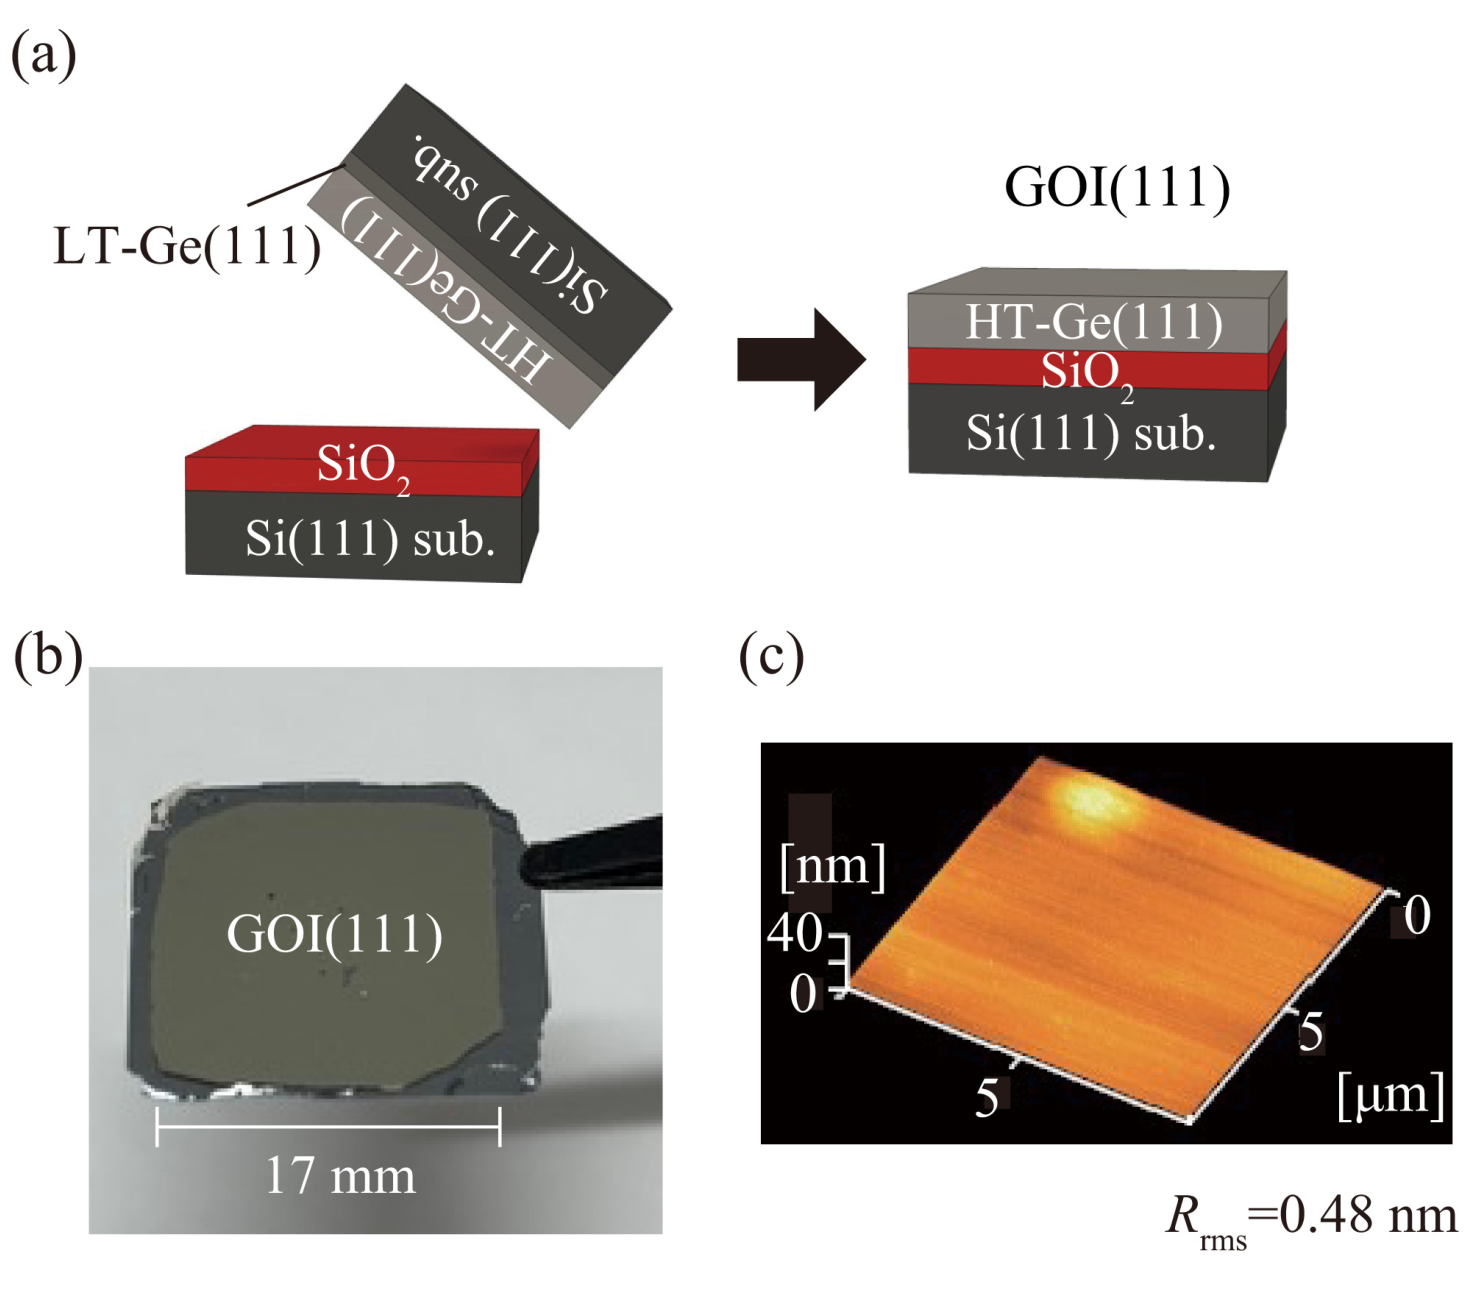 (a)
Si(111) sub.
LT-Ge(111)
HT-Ge(111)
SiO2
Si(111) sub.
GOI(111)
HT-Ge(111)
SiO2
Si(111) sub.
(b)
GOI(111)
17 mm
(c)
[nm]
40
0
0
5
5
[μm]
Rrms=0.48 nm